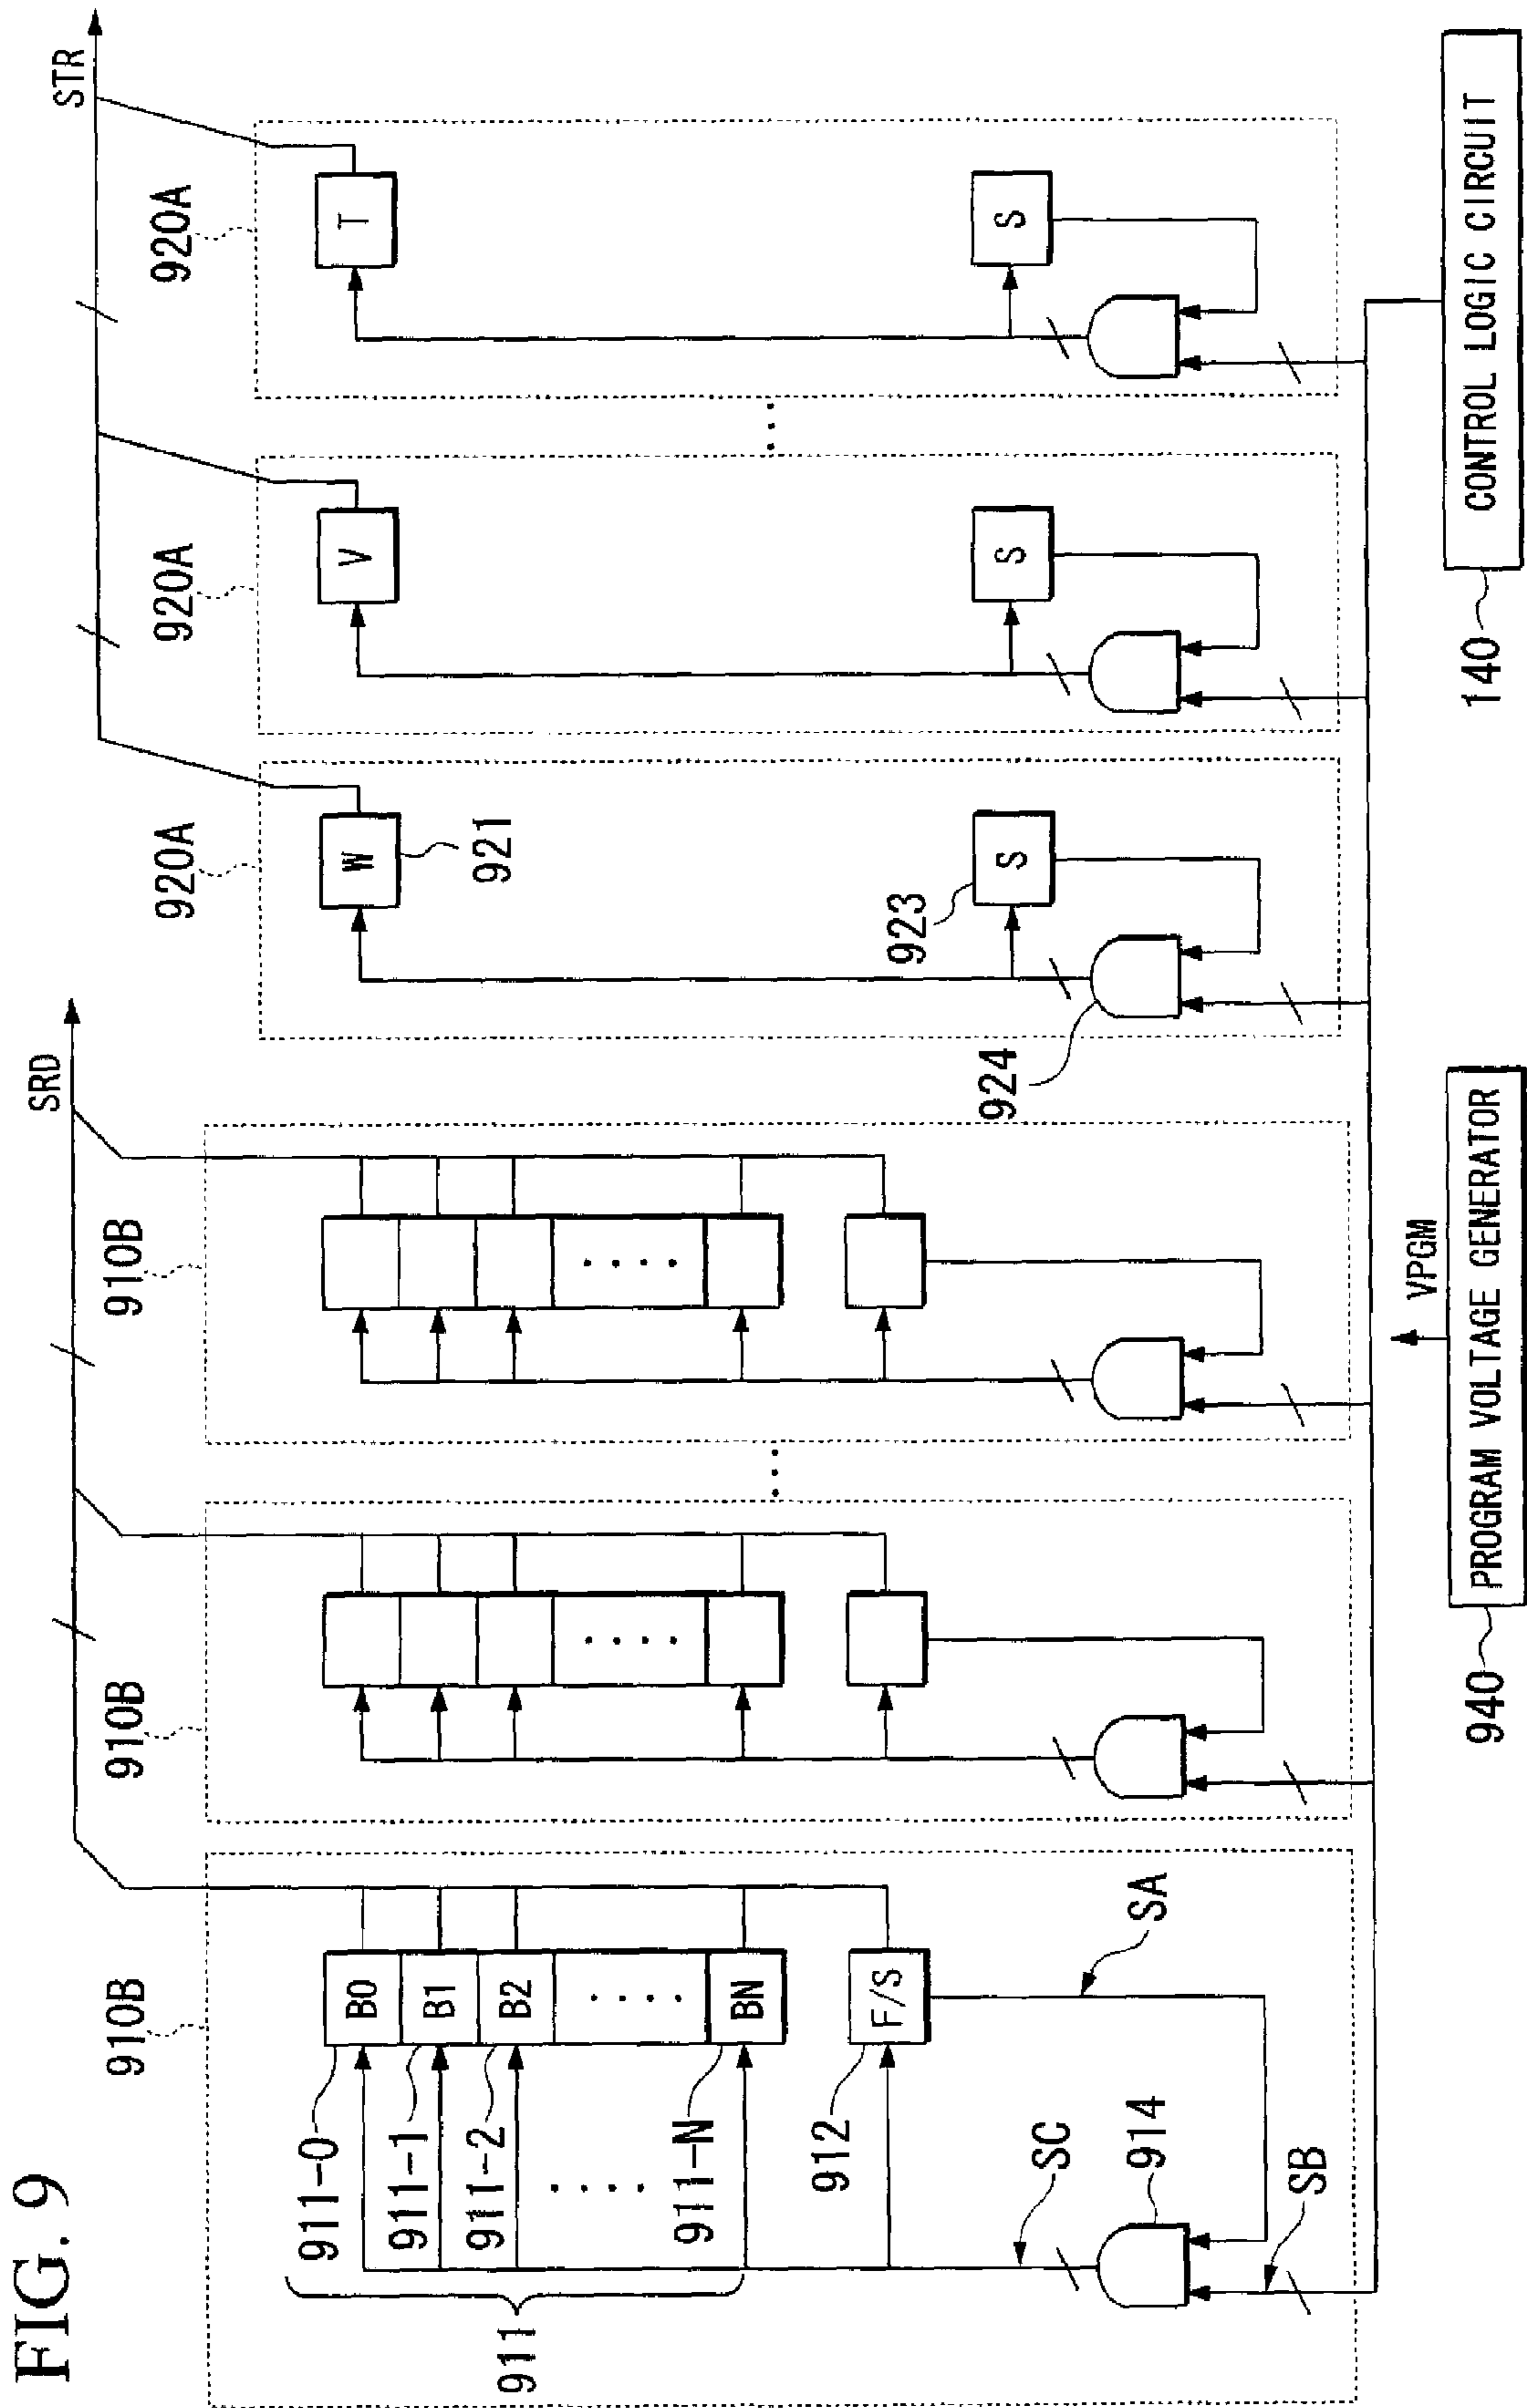 FIG. 9
SRD
STR
910B
910B
910B
920A
920A
920A
911-0
B0
911-1
B1
911-2
B2
. . . .
. . . .
911-N
BN
911
. . . .
. . . .
W
921
V
T
912
F/S
SA
SC
914
SB
. . .
. . .
923
S
S
S
924
VPGM
940
PROGRAM VOLTAGE GENERATOR
140
CONTROL LOGIC CIRCUIT